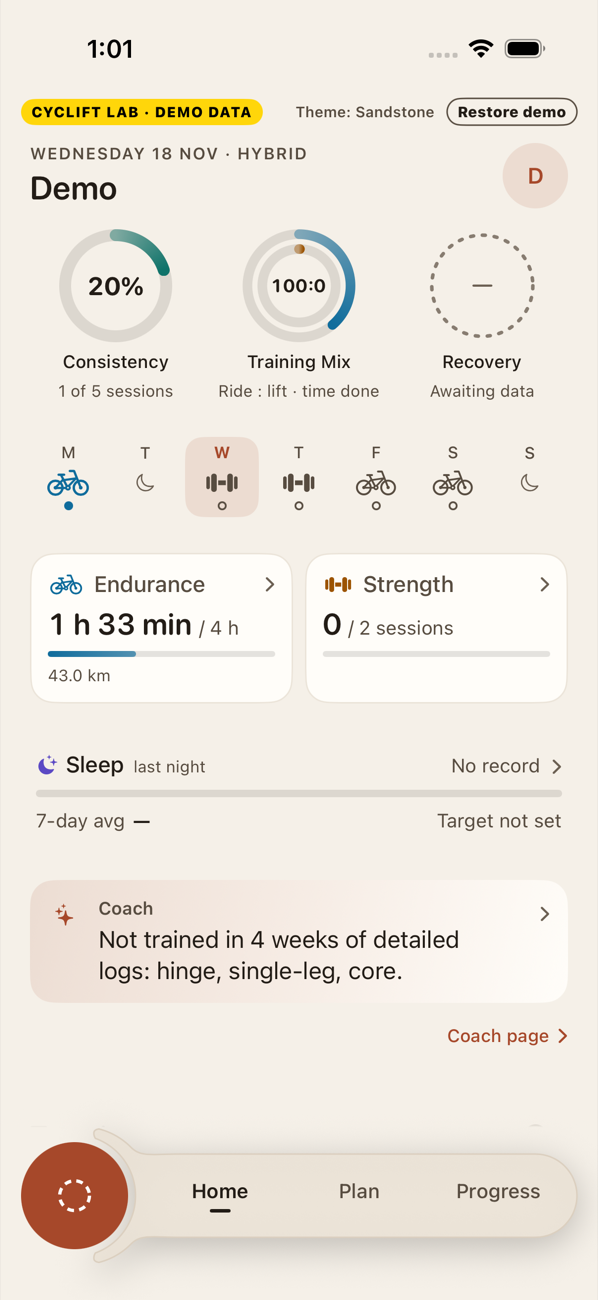 1:01
CYCLIFT LAB · DEMO DATA Theme: Sandstone Restore demo
WEDNESDAY 18 NOV · HYBRID
Demo
D
20% 100:0 —
Consistency Training Mix Recovery
1 of 5 sessions Ride : lift · time done Awaiting data
M T W T F S S
Endurance
1 h 33 min / 4 h
43.0 km
Strength
0 / 2 sessions
Sleep last night No record
7-day avg — Target not set
Coach
Not trained in 4 weeks of detailed
logs: hinge, single-leg, core.
Coach page
Home Plan Progress